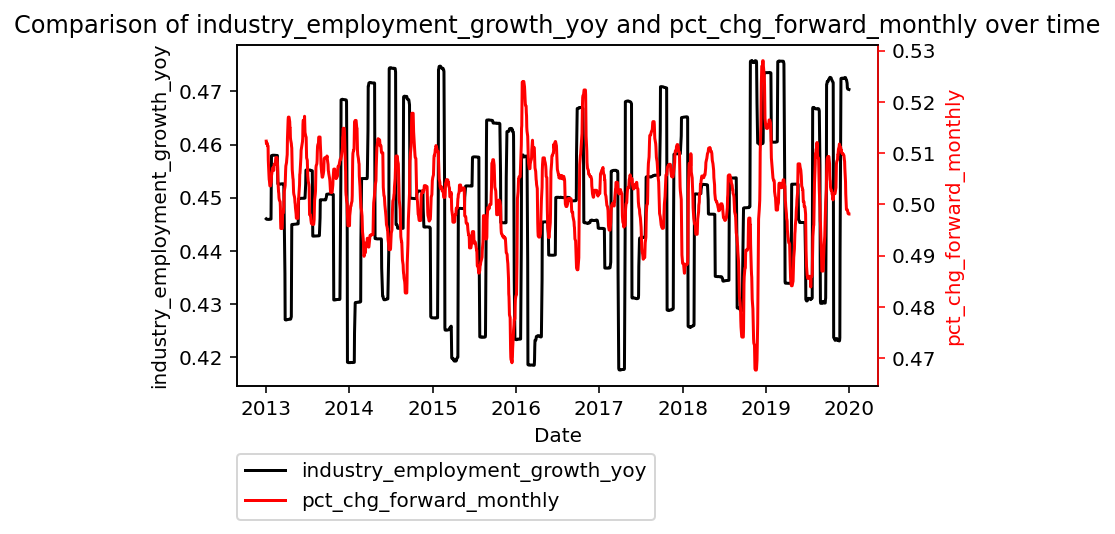 Comparison of industry_employment_growth_yoy and pct_chg_forward_monthly over time
industry_employment_growth_yoy
0.47
0.46
0.45
0.44
0.43
0.42
0.53
0.52
0.51
0.50
0.49
0.48
0.47
pct_chg_forward_monthly
2013 2014 2015 2016 2017 2018 2019 2020
Date
industry_employment_growth_yoy
pct_chg_forward_monthly